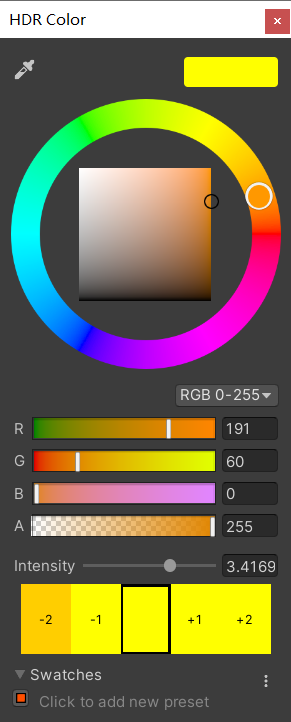 HDR Color
RGB 0-255
R 191
G 60
B 0
A 255
Intensity 3.4169
-2 -1 +1 +2
Swatches
Click to add new preset